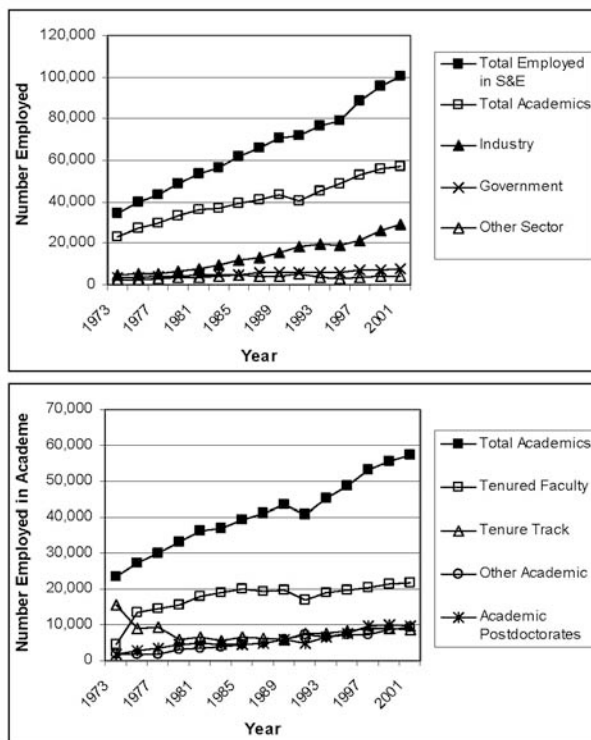 120,000
100,000
80,000
60,000
40,000
20,000
0
Number Employed
1973
1977
1981
1985
1989
1993
1997
2001
Year
Total Employed
in S&E
Total Academics
Industry
Government
Other Sector
70,000
60,000
50,000
40,000
30,000
20,000
10,000
0
Number Employed in Academe
1973
1977
1981
1985
1989
1993
1997
2001
Year
Total Academics
Tenured Faculty
Tenure Track
Other Academic
Academic
Postdoctorates